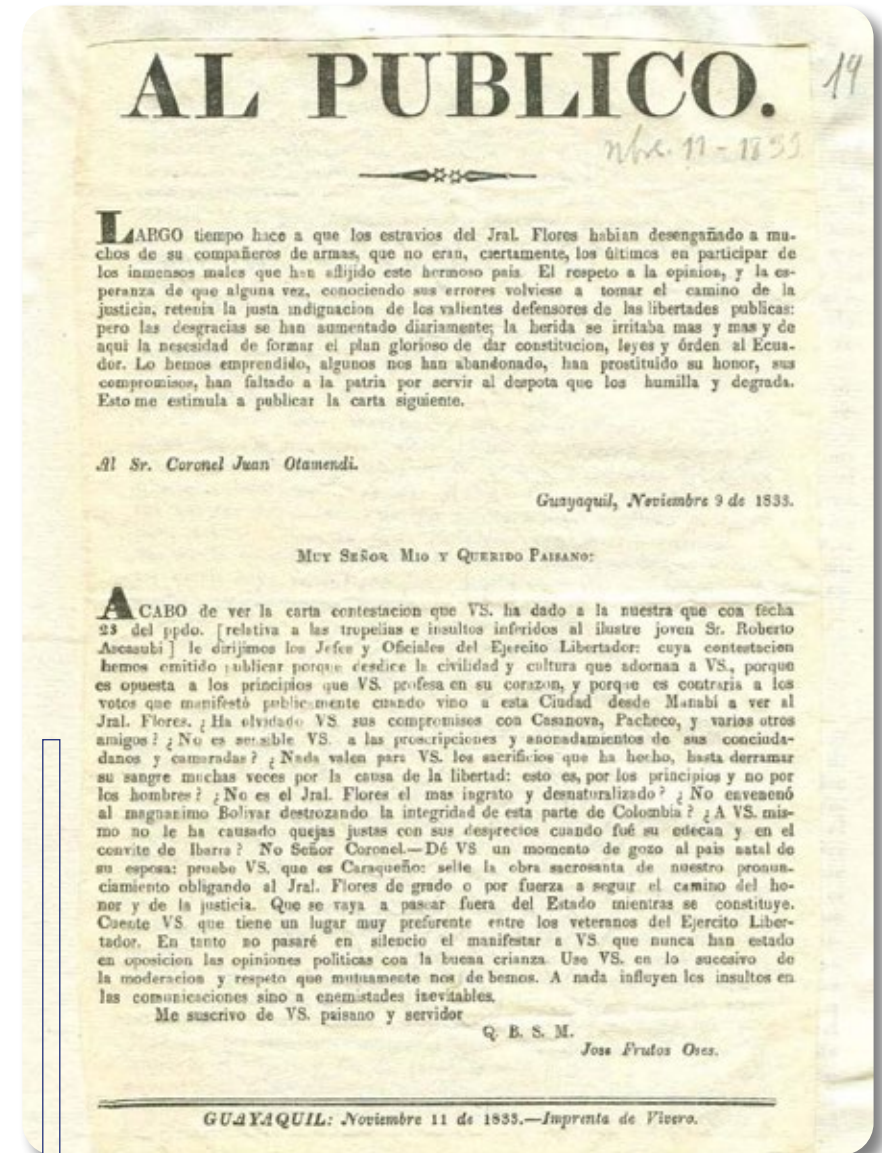 AL PUBLICO.
14
nbre. 11 - 1833
LARGO tiempo hace a que los estravios del Jral. Flores habian desengañado a mu-
chos de su compañeros de armas, que no eran, ciertamente, los últimos en participar de
los inmensos males que han aflijido este hermoso pais. El respeto a la opinion, y la es-
peranza de que alguna vez, conociendo sus errores volviese a tomar el camino de la
justicia, retenia la justa indignacion de los valientes defensores de las libertades publicas:
pero las desgracias se han aumentado diariamente; la herida se irritaba mas y mas y de
aqui la nesesidad de formar el plan glorioso de dar constitucion, leyes y órden al Ecua-
dor. Lo hemos emprendido, algunos nos han abandonado, han prostituido su honor, sus
compromisos, han faltado a la patria por servir al despota que los humilla y degrada.
Esto me estimula a publicar la carta siguiente.
Al Sr. Coronel Juan Otamendi.
Guayaquil, Noviembre 9 de 1833.
MUY SEÑOR MIO Y QUERIDO PAISANO:
ACABO de ver la carta contestacion que VS. ha dado a la nuestra que con fecha
23 del ppdo. [relativa a las tropelias e insultos inferidos al ilustre joven Sr. Roberto
Ascasubi] le dirijimos los Jefes y Oficiales del Ejercito Libertador: cuya contestacion
hemos omitido publicar porque desdice la civilidad y cultura que adornan a VS., porque
es opuesta a los principios que VS. profesa en su corazon, y porque es contraria a los
votos que manifestó publicamente cuando vino a esta Ciudad desde Manabí a ver al
Jral. Flores. ¿Ha olvidado VS. sus compromisos con Casanova, Pacheco, y varios otros
amigos? ¿No es sensible VS. a las proscripciones y anonadamientos de sus conciuda-
danos y camaradas? ¿Nada valen para VS. los sacrificios que ha hecho, hasta derramar
su sangre muchas veces por la causa de la libertad: esto es, por los principios y no por
los hombres? ¿No es el Jral. Flores el mas ingrato y desnaturalizado? ¿No envenenó
al magnanimo Bolivar destrozando la integridad de esta parte de Colombia? ¿A VS. mis-
mo no le ha causado quejas justas con sus desprecios cuando fué su edecan y en el
convite de Ibarra? No Señor Coronel.—Dé VS. un momento de gozo al pais natal de
su esposa: pruebe VS. que es Caraqueño: selle la obra sacrosanta de nuestro pronun-
ciamiento obligando al Jral. Flores de grado o por fuerza a seguir el camino del ho-
nor y de la justicia. Que se vaya a pasear fuera del Estado mientras se constituye.
Cuente VS. que tiene un lugar muy preferente entre los veteranos del Ejercito Liber-
tador. En tanto no pasaré en silencio el manifestar a VS. que nunca han estado
en oposicion las opiniones politicas con la buena crianza. Use VS. en lo sucesivo de
la moderacion y respeto que mutuamente nos debemos. A nada influyen los insultos en
las comunicaciones sino a enemistades inevitables.
Me suscrivo de VS. paisano y servidor
Q. B. S. M.
Jose Frutos Oses.
GUAYAQUIL: Noviembre 11 de 1833.—Imprenta de Vivero.